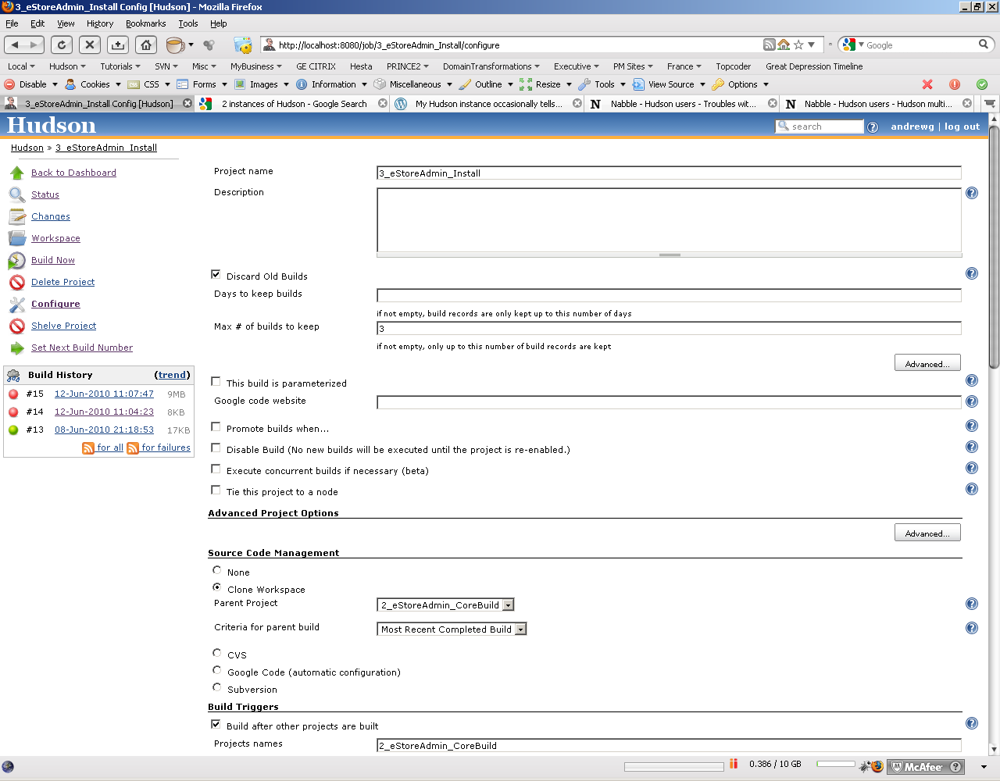 3_eStoreAdmin_Install Config [Hudson] - Mozilla Firefox
File Edit View History Bookmarks Tools Help
http://localhost:8080/job/3_eStoreAdmin_Install/configure
Google
Local Hudson Tutorials SVN Misc MyBusiness GE CITRIX Hesta PRINCE2 DomainTransformations Executive PM Sites France Topcoder Great Depression Timeline
Disable Cookies CSS Forms Images Information Miscellaneous Outline Resize Tools View Source Options
3_eStoreAdmin_Install Config [Hudson] 2 instances of Hudson - Google Search My Hudson instance occasionally tells... Nabble - Hudson users - Troubles wit... Nabble - Hudson users - Hudson multi...
Hudson
search
andrewg | log out
Hudson » 3_eStoreAdmin_Install
Back to Dashboard
Status
Changes
Workspace
Build Now
Delete Project
Configure
Shelve Project
Set Next Build Number
Build History (trend)
#15 12-Jun-2010 11:07:47 9MB
#14 12-Jun-2010 11:04:23 8KB
#13 08-Jun-2010 21:18:53 17KB
for all for failures
Project name 3_eStoreAdmin_Install
Description
Discard Old Builds
Days to keep builds
if not empty, build records are only kept up to this number of days
Max # of builds to keep 3
if not empty, only up to this number of build records are kept
Advanced...
This build is parameterized
Google code website
Promote builds when...
Disable Build (No new builds will be executed until the project is re-enabled.)
Execute concurrent builds if necessary (beta)
Tie this project to a node
Advanced Project Options
Advanced...
Source Code Management
None
Clone Workspace
Parent Project 2_eStoreAdmin_CoreBuild
Criteria for parent build Most Recent Completed Build
CVS
Google Code (automatic configuration)
Subversion
Build Triggers
Build after other projects are built
Projects names 2_eStoreAdmin_CoreBuild
0.386 / 10 GB
McAfee